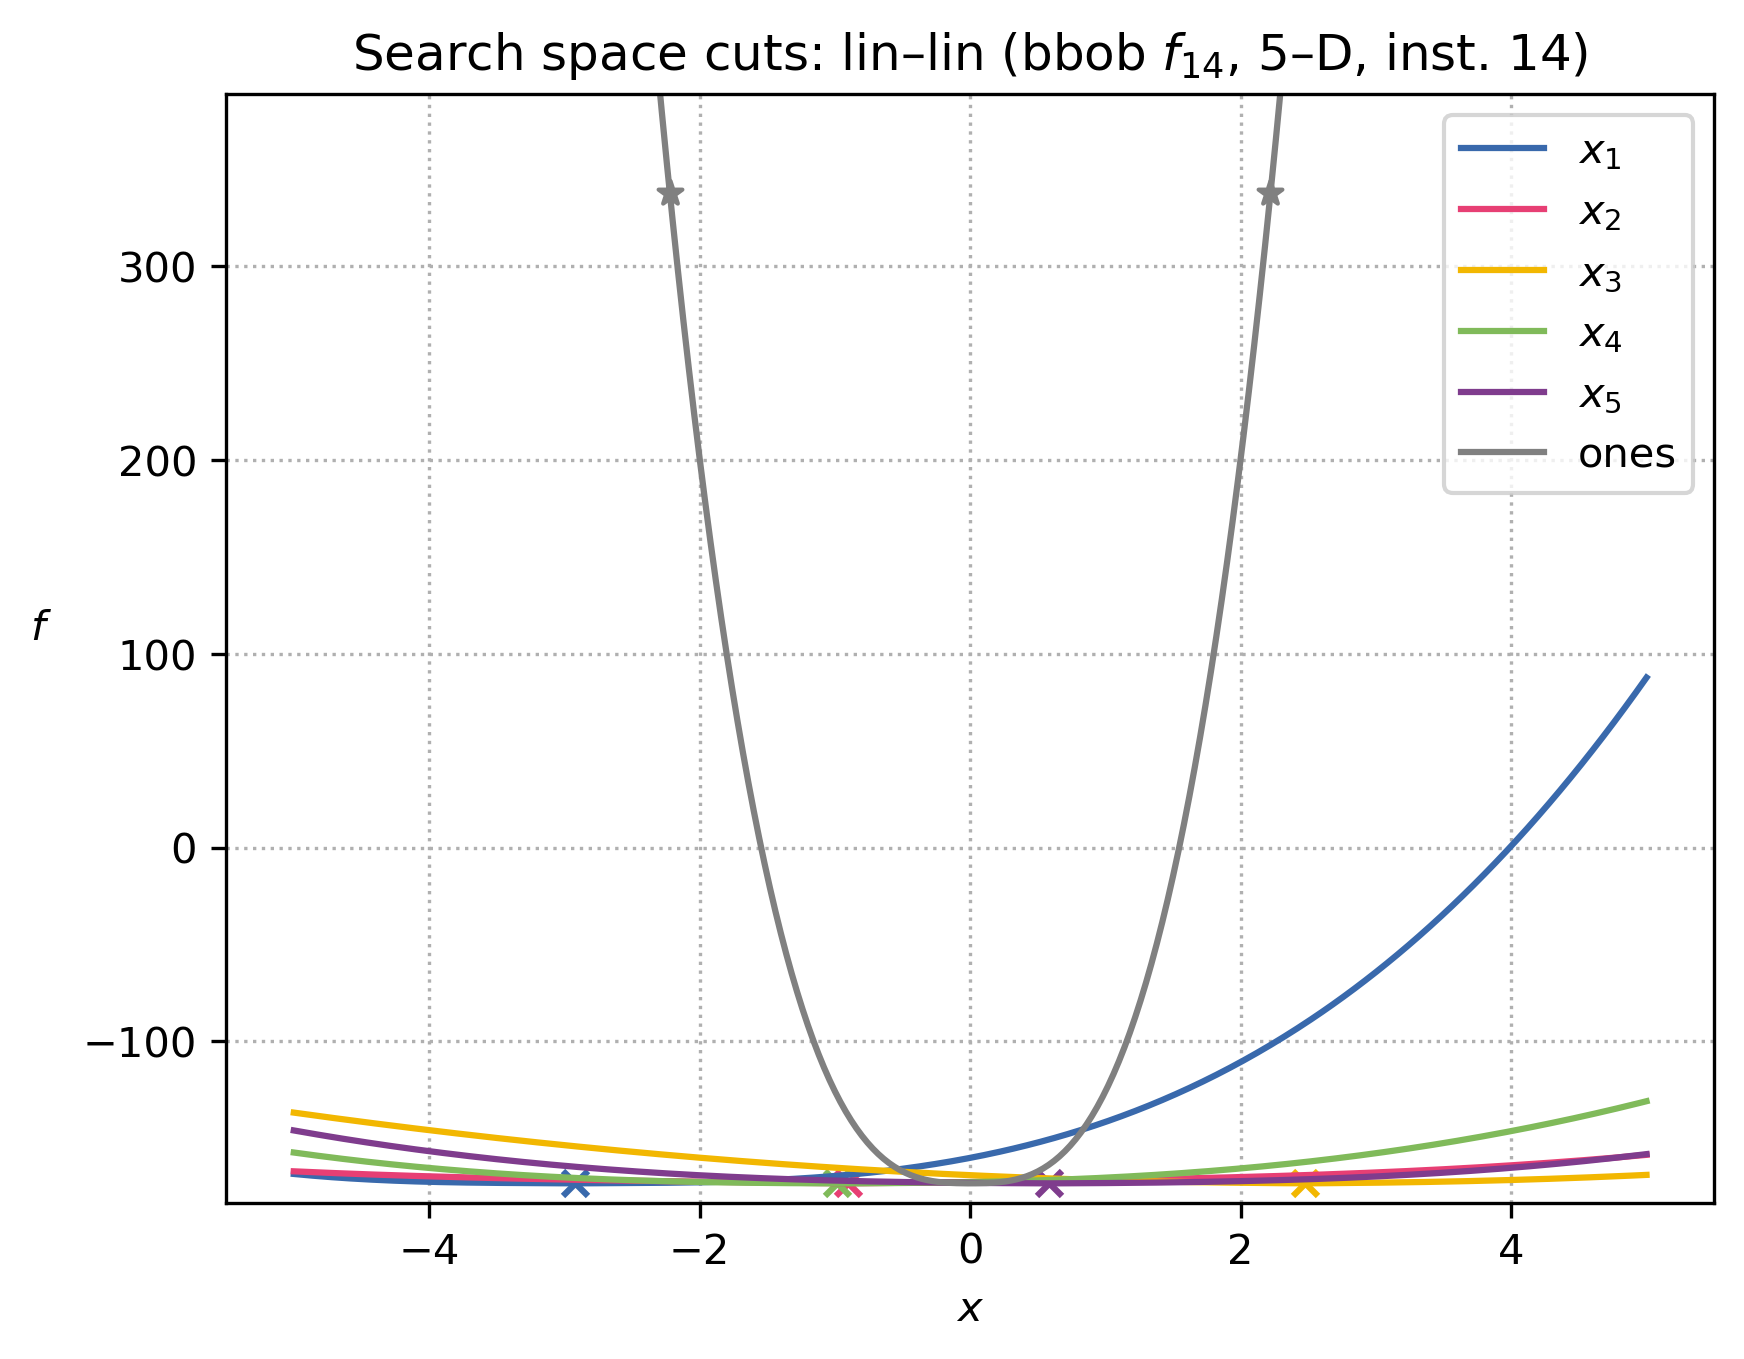 Search space cuts: lin–lin (bbob f₁₄, 5–D, inst. 14)
x₁
x₂
x₃
x₄
x₅
ones
300
200
100
0
−100
f
−4 −2 0 2 4
x